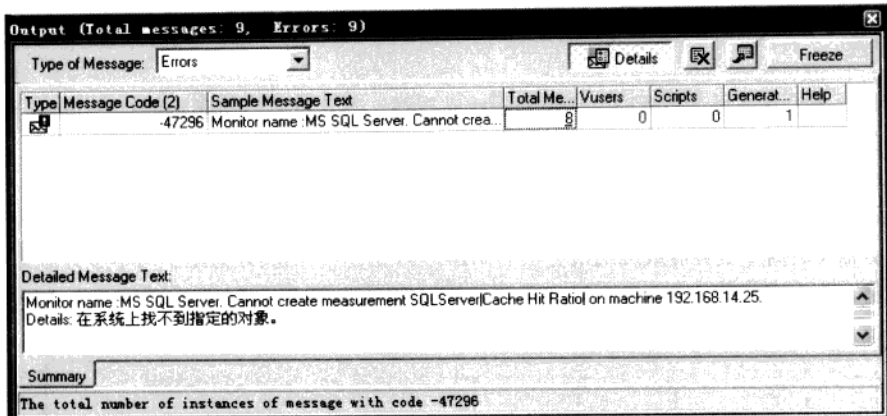 Output (Total messages: 9, Errors: 9)
Type of Message: Errors Details Freeze
Type Message Code (2) Sample Message Text Total Me... Vusers Scripts Generat... Help
-47296 Monitor name :MS SQL Server. Cannot crea... 8 0 0 1
Detailed Message Text:
Monitor name :MS SQL Server. Cannot create measurement SQLServer|Cache Hit Ratio| on machine 192.168.14.25.
Details: 在系统上找不到指定的对象。
Summary
The total number of instances of message with code -47296